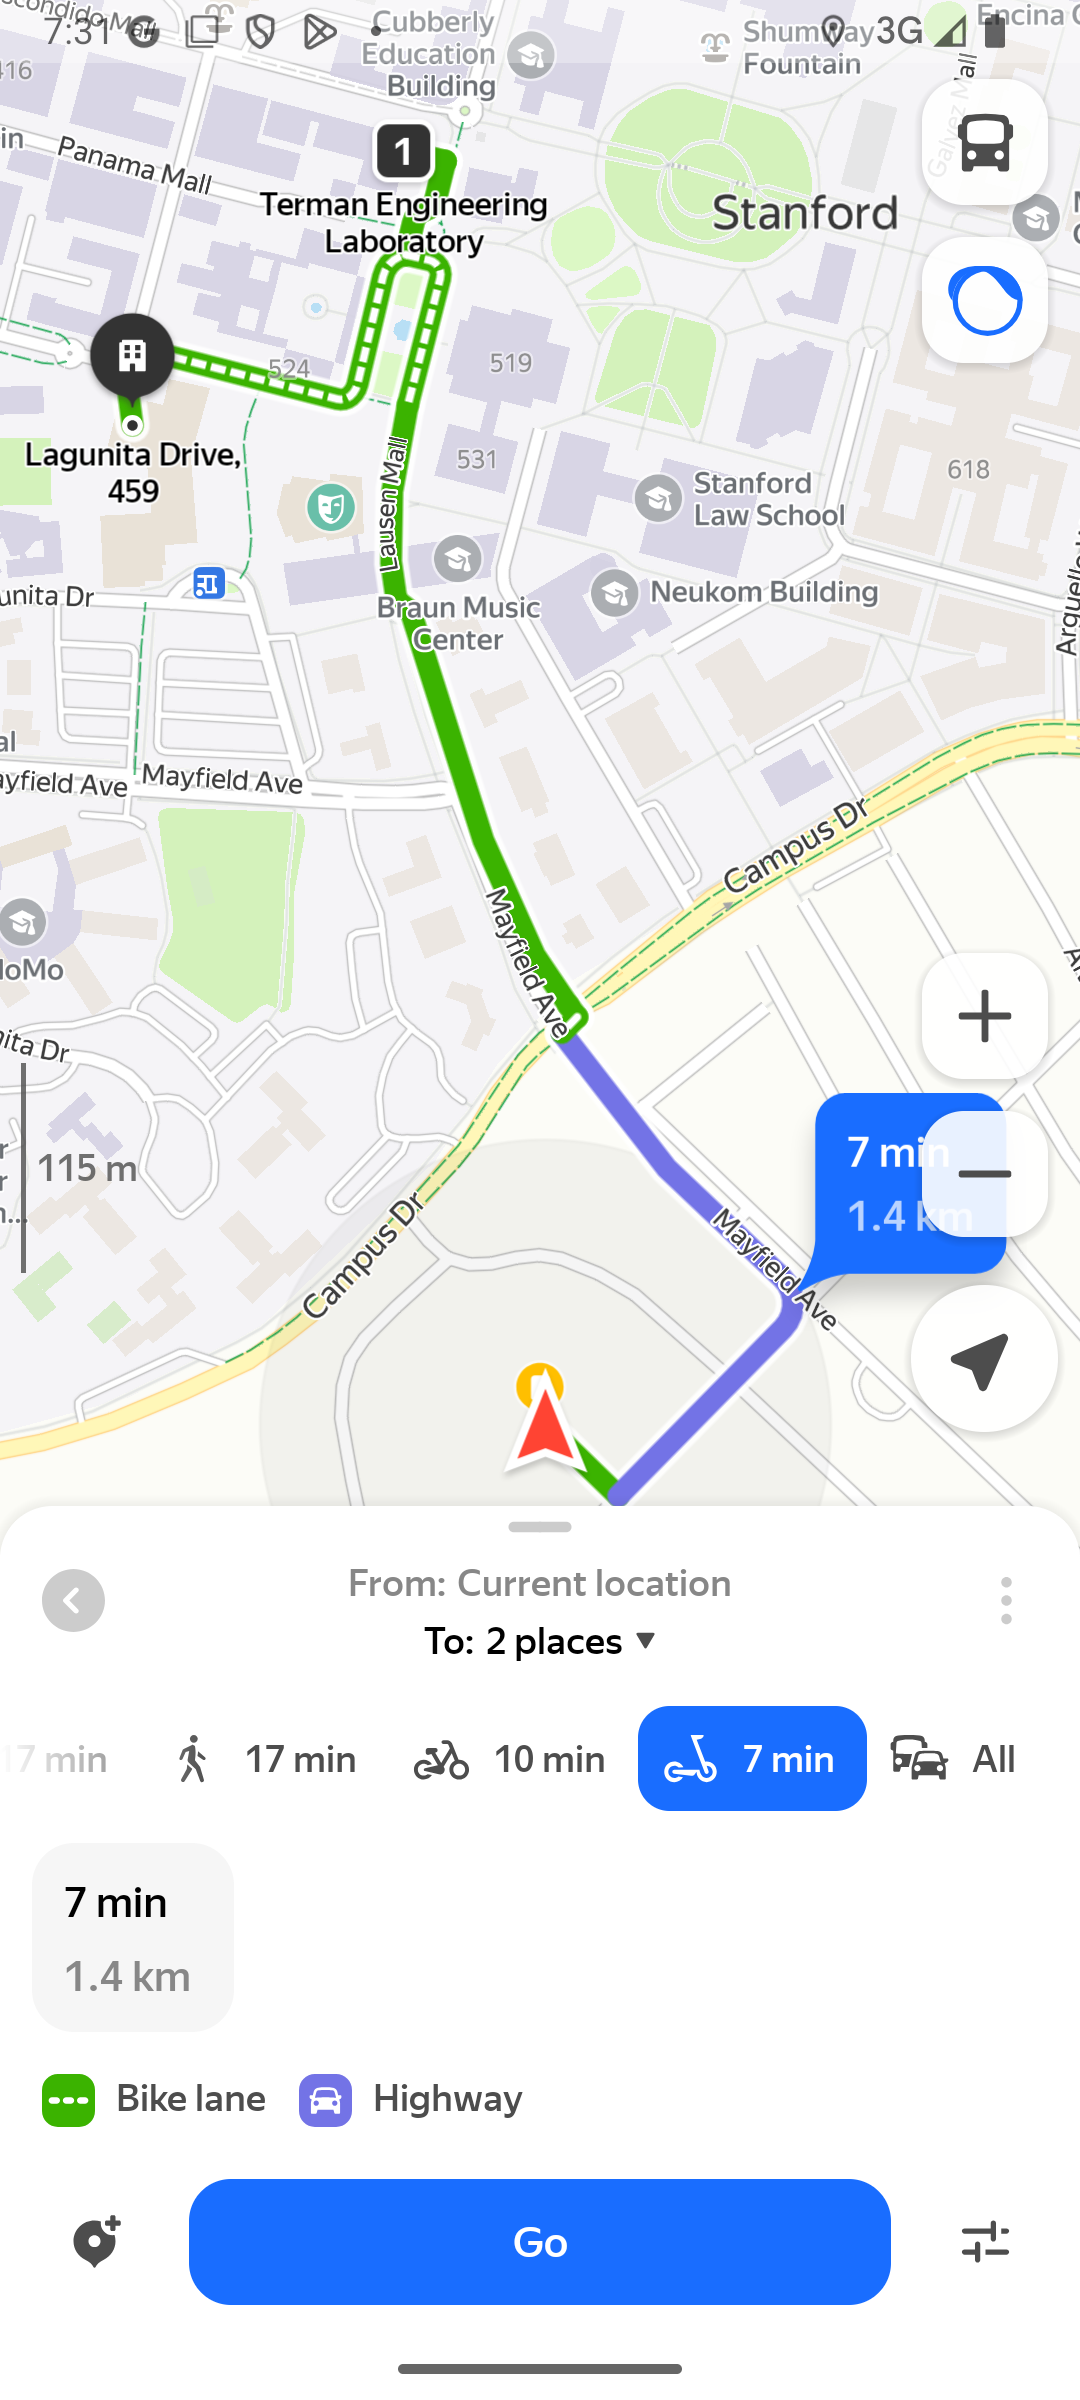 7:31
3G
Encina
Cubberly
Education
Building
Shumway
Fountain
416
Panama Mall
1
Terman Engineering
Laboratory
Stanford
524
519
Lagunita Drive,
459
531
618
Lausen Mall
Stanford
Law School
Braun Music
Center
Neukom Building
unita Dr
Mayfield Ave
ayfield Ave
Campus Dr
Mayfield Ave
115 m
7 min
1.4 km
Mayfield Ave
Campus Dr
From: Current location
To: 2 places
17 min
17 min
10 min
7 min
All
7 min
1.4 km
Bike lane
Highway
Go